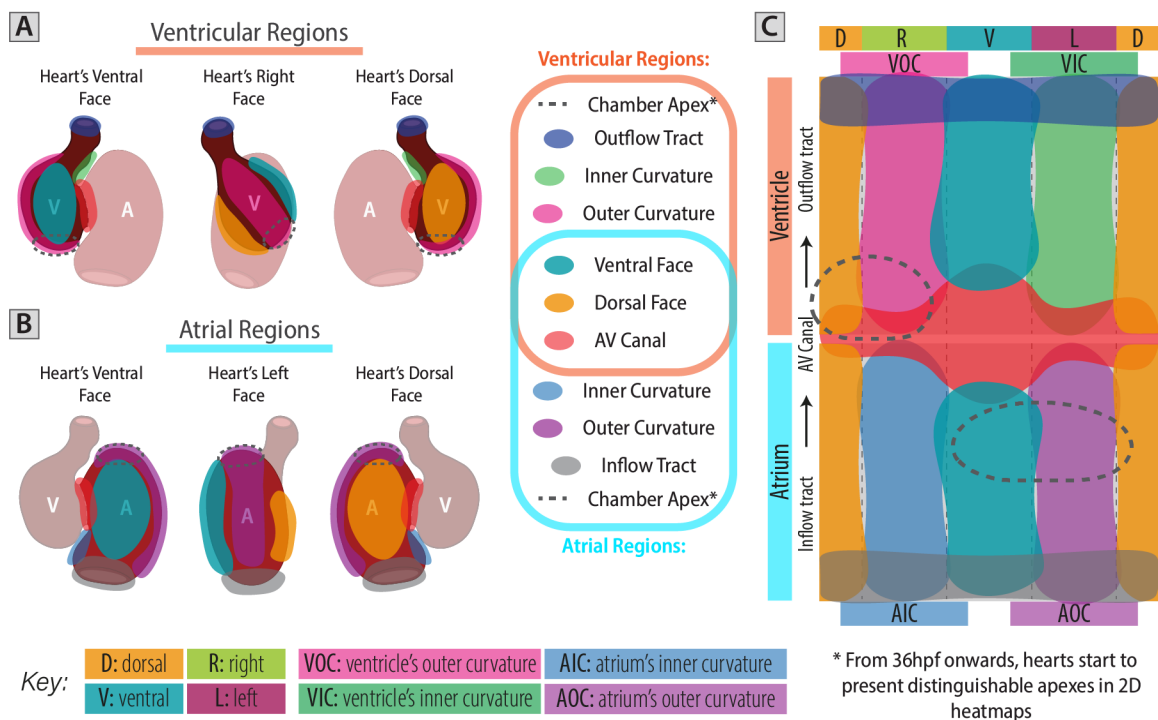 A
Ventricular Regions
Heart's Ventral Face
Heart's Right Face
Heart's Dorsal Face
V
A
V
A
V
B
Atrial Regions
Heart's Ventral Face
Heart's Left Face
Heart's Dorsal Face
V
A
A
A
V
Ventricular Regions:
Chamber Apex*
Outflow Tract
Inner Curvature
Outer Curvature
Ventral Face
Dorsal Face
AV Canal
Inner Curvature
Outer Curvature
Inflow Tract
Chamber Apex*
Atrial Regions:
C
D R V L D
VOC VIC
Ventricle
Outflow tract
AV Canal
Atrium
Inflow tract
AIC AOC
* From 36hpf onwards, hearts start to
present distinguishable apexes in 2D
heatmaps
Key:
D: dorsal R: right VOC: ventricle's outer curvature AIC: atrium's inner curvature
V: ventral L: left VIC: ventricle's inner curvature AOC: atrium's outer curvature